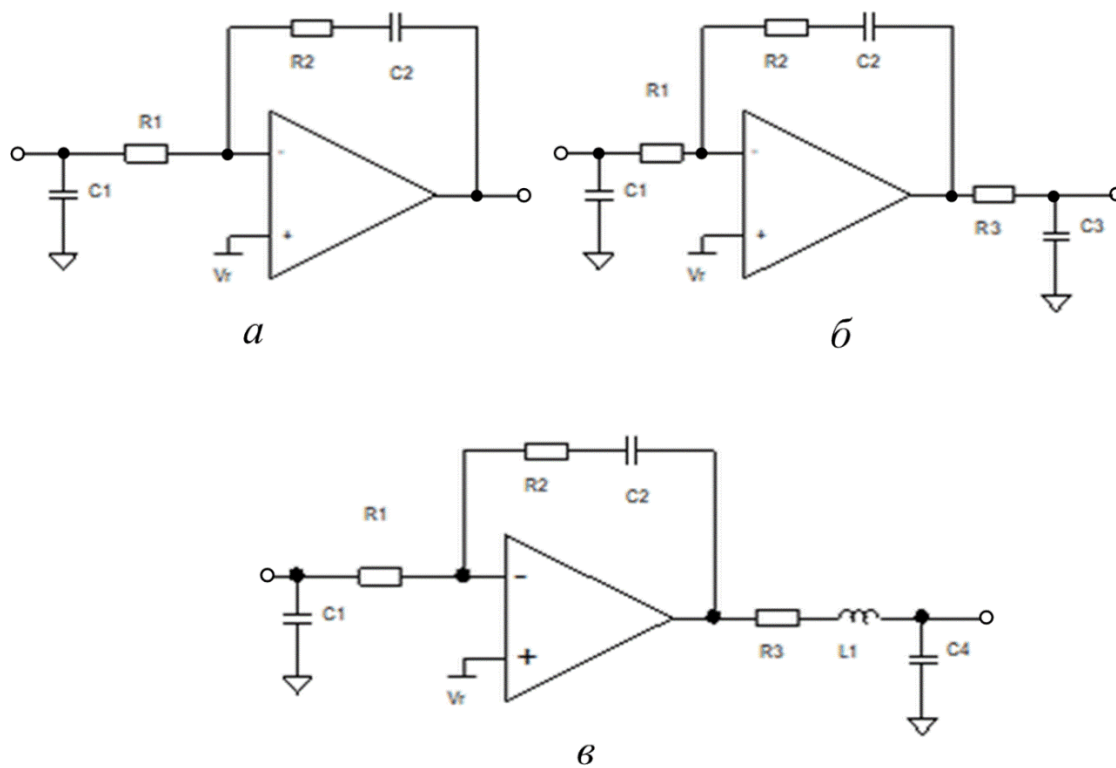 R2
C2
R1
C1
-
+
Vr
а
R2
C2
R1
C1
-
+
Vr
R3
C3
б
R2
C2
R1
C1
-
+
Vr
R3
L1
C4
в